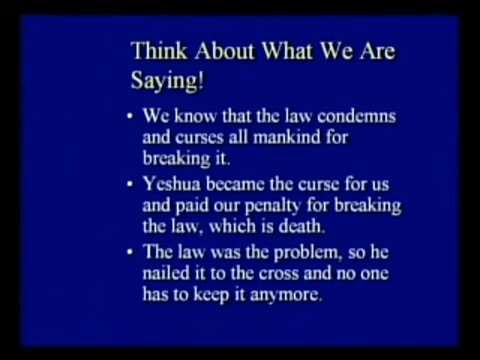 Think About What We Are
Saying!
• We know that the law condemns
and curses all mankind for
breaking it.
• Yeshua became the curse for us
and paid our penalty for breaking
the law, which is death.
• The law was the problem, so he
nailed it to the cross and no one
has to keep it anymore.